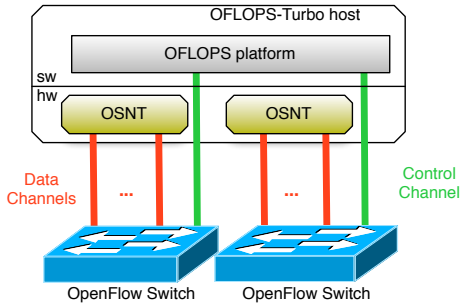 OFLOPS-Turbo host
OFLOPS platform
sw
hw
OSNT
OSNT
Data
Channels
...
...
Control
Channel
OpenFlow Switch
OpenFlow Switch